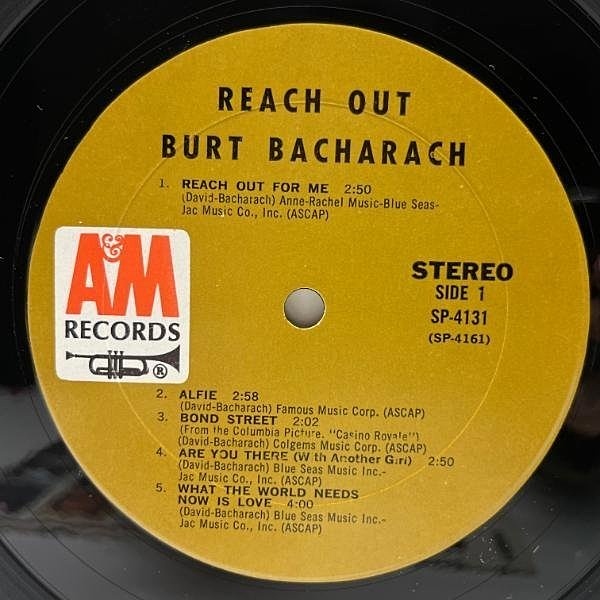 REACH OUT
BURT BACHARACH
1. REACH OUT FOR ME 2:50
(David-Bacharach) Anne-Rachel Music-Blue Seas-
Jac Music Co., Inc. (ASCAP)
A&M
RECORDS
®
STEREO
SIDE 1
SP-4131
(SP-4161)
2. ALFIE 2:58
(David-Bacharach) Famous Music Corp. (ASCAP)
3. BOND STREET 2:02
(From the Columbia Picture, "Casino Royale")
(David-Bacharach) Colgems Music Corp. (ASCAP)
4. ARE YOU THERE (With Another Girl) 2:50
(David-Bacharach) Blue Seas Music Inc.-
Jac Music Co., Inc. (ASCAP)
5. WHAT THE WORLD NEEDS
NOW IS LOVE 4:00
(David-Bacharach) Blue Seas Music Inc.-
Jac Music Co., Inc. (ASCAP)